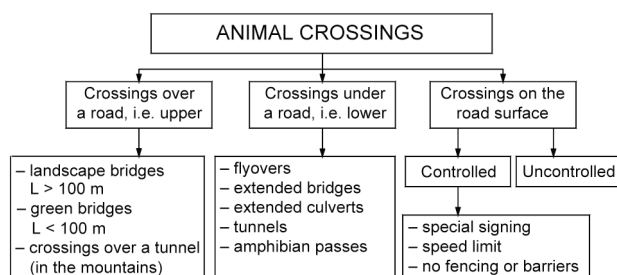 ANIMAL CROSSINGS
Crossings over
a road, i.e. upper
Crossings under
a road, i.e. lower
Crossings on the
road surface
– landscape bridges
L > 100 m
– green bridges
L < 100 m
– crossings over a tunnel
(in the mountains)
– flyovers
– extended bridges
– extended culverts
– tunnels
– amphibian passes
Controlled
Uncontrolled
– special signing
– speed limit
– no fencing or barriers